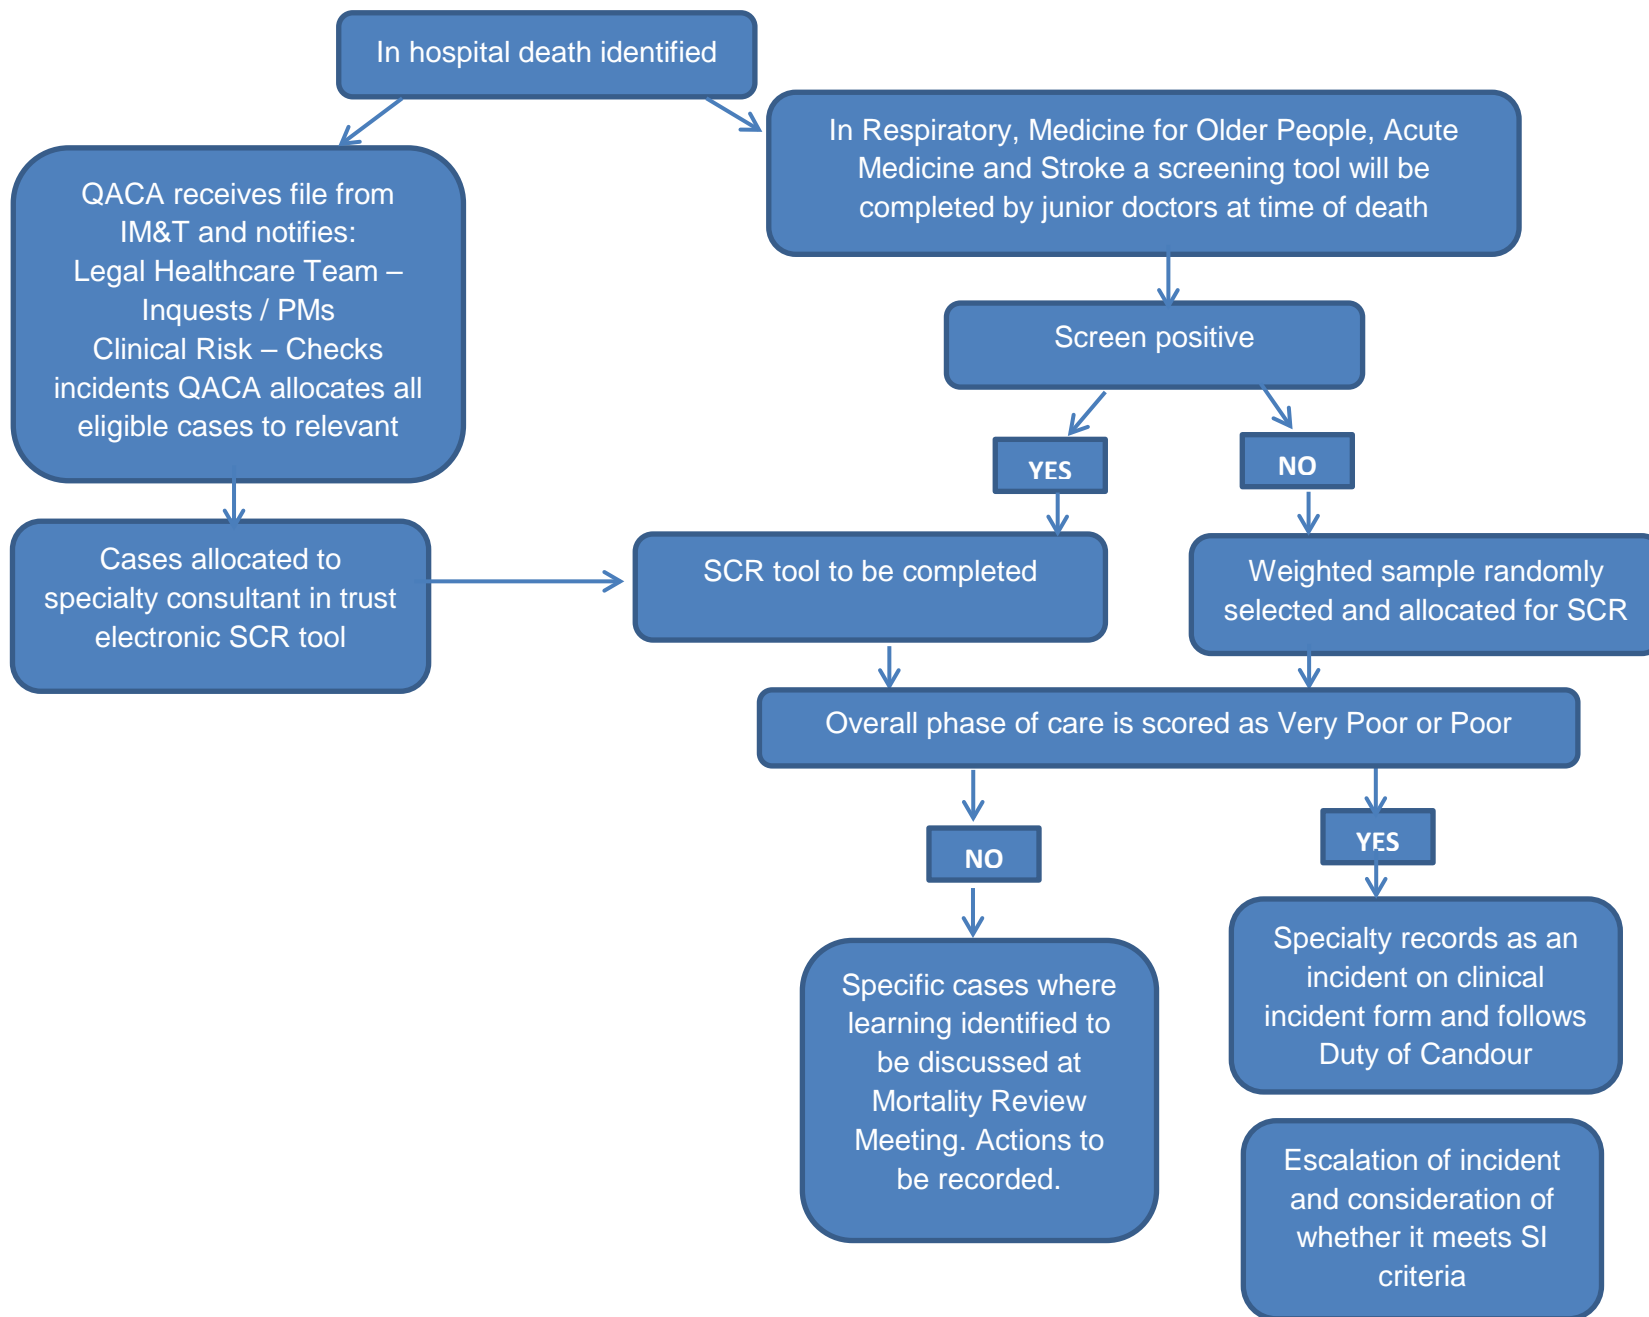 In hospital death identified
In Respiratory, Medicine for Older People, Acute
Medicine and Stroke a screening tool will be
completed by junior doctors at time of death
QACA receives file from
IM&T and notifies:
Legal Healthcare Team –
Inquests / PMs
Clinical Risk – Checks
incidents QACA allocates all
eligible cases to relevant
Screen positive
YES
NO
Cases allocated to
specialty consultant in trust
electronic SCR tool
SCR tool to be completed
Weighted sample randomly
selected and allocated for SCR
Overall phase of care is scored as Very Poor or Poor
NO
YES
Specific cases where
learning identified to
be discussed at
Mortality Review
Meeting. Actions to
be recorded.
Specialty records as an
incident on clinical
incident form and follows
Duty of Candour
Escalation of incident
and consideration of
whether it meets SI
criteria